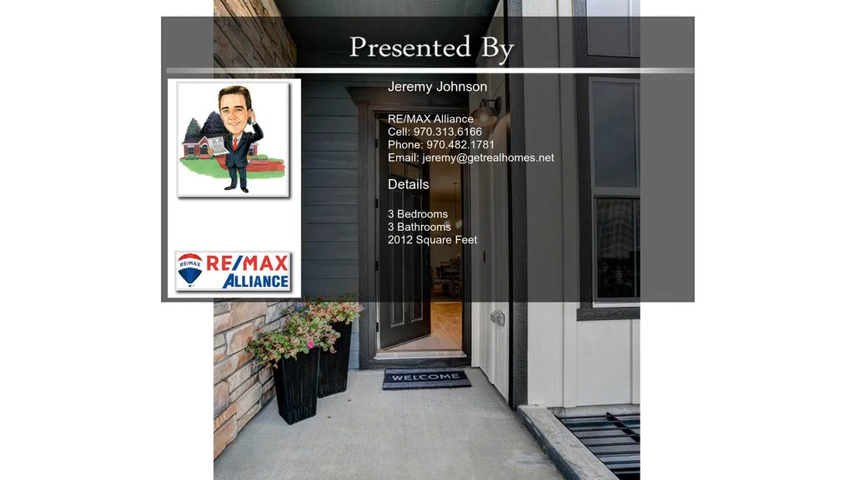 Presented By
Jeremy Johnson
RE/MAX Alliance
Cell: 970.313.6166
Phone: 970.482.1781
Email: jeremy@getrealhomes.net
Details
3 Bedrooms
3 Bathrooms
2012 Square Feet
RE/MAX
RE/MAX
ALLIANCE
WELCOME